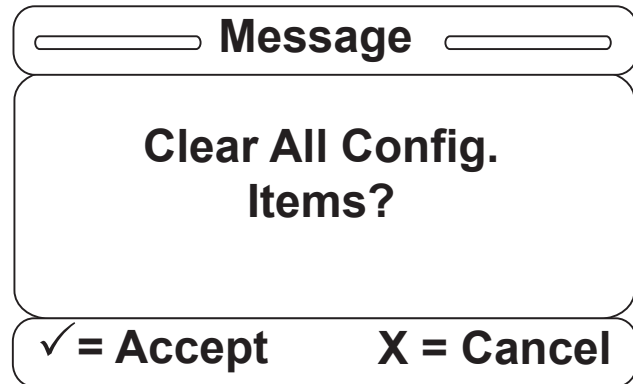 Message
Clear All Config.
Items?
✓= Accept X = Cancel